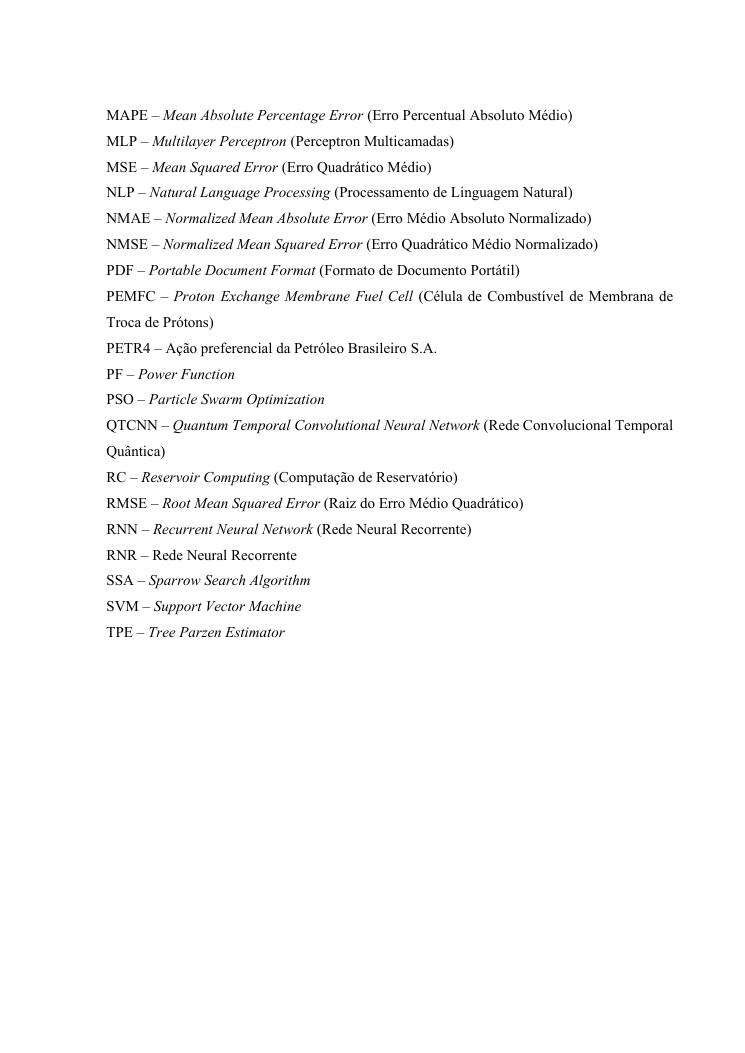 MAPE – Mean Absolute Percentage Error (Erro Percentual Absoluto Médio)
MLP – Multilayer Perceptron (Perceptron Multicamadas)
MSE – Mean Squared Error (Erro Quadrático Médio)
NLP – Natural Language Processing (Processamento de Linguagem Natural)
NMAE – Normalized Mean Absolute Error (Erro Médio Absoluto Normalizado)
NMSE – Normalized Mean Squared Error (Erro Quadrático Médio Normalizado)
PDF – Portable Document Format (Formato de Documento Portátil)
PEMFC – Proton Exchange Membrane Fuel Cell (Célula de Combustível de Membrana de
Troca de Prótons)
PETR4 – Ação preferencial da Petróleo Brasileiro S.A.
PF – Power Function
PSO – Particle Swarm Optimization
QTCNN – Quantum Temporal Convolutional Neural Network (Rede Convolucional Temporal
Quântica)
RC – Reservoir Computing (Computação de Reservatório)
RMSE – Root Mean Squared Error (Raiz do Erro Médio Quadrático)
RNN – Recurrent Neural Network (Rede Neural Recorrente)
RNR – Rede Neural Recorrente
SSA – Sparrow Search Algorithm
SVM – Support Vector Machine
TPE – Tree Parzen Estimator